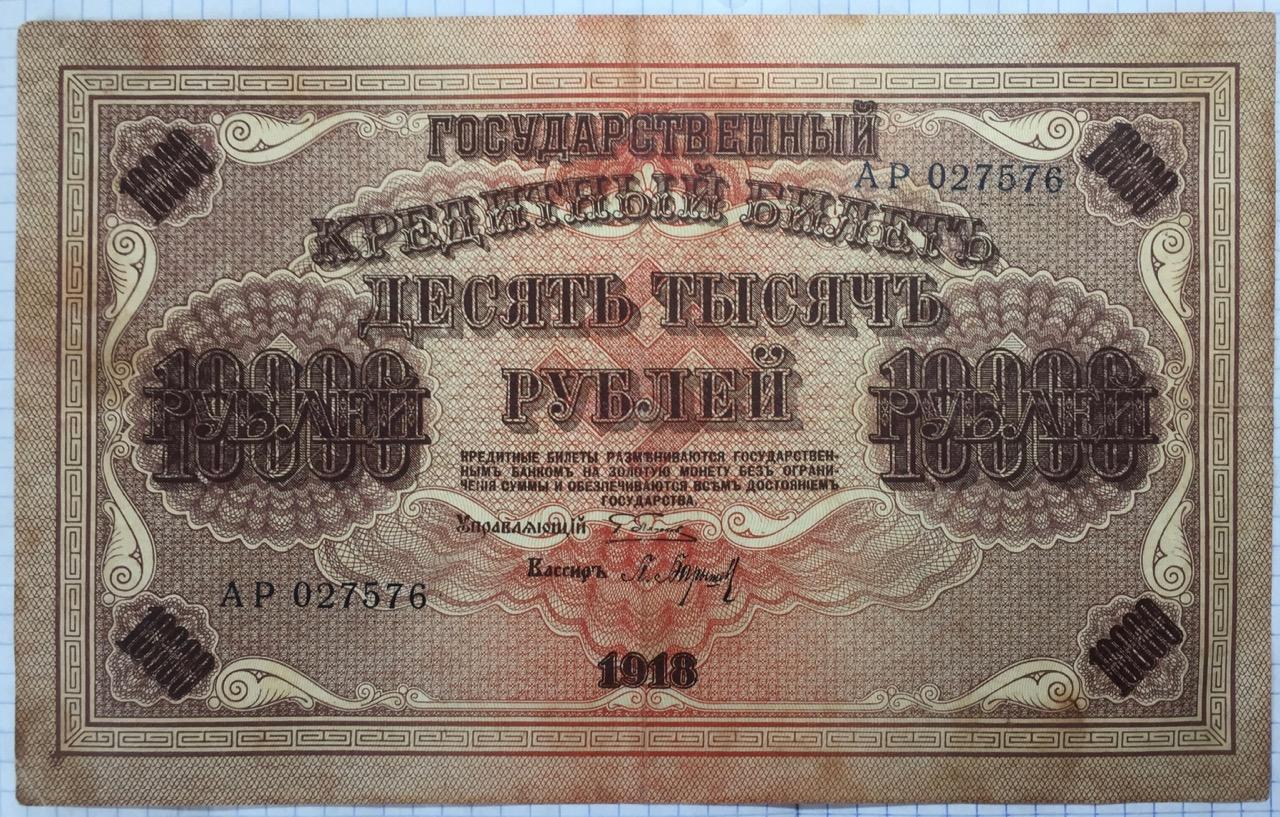 10000
10000
ГОСУДАРСТВЕННЫЙ
АР 027576
КРЕДИТНЫЙ БИЛЕТЪ
ДЕСЯТЬ ТЫСЯЧЪ
РУБЛЕЙ
10000
РУБЛЕЙ
10000
10000
РУБЛЕЙ
10000
КРЕДИТНЫЕ БИЛЕТЫ РАЗМѢНИВАЮТСЯ ГОСУДАРСТВЕН-
НЫМЪ БАНКОМЪ НА ЗОЛОТУЮ МОНЕТУ БЕЗЪ ОГРАНИ-
ЧЕНІЯ СУММЫ И ОБЕЗПЕЧИВАЮТСЯ ВСѢМЪ ДОСТОЯНІЕМЪ
ГОСУДАРСТВА.
Управляющій
Кассиръ
АР 027576
1918
10000
10000